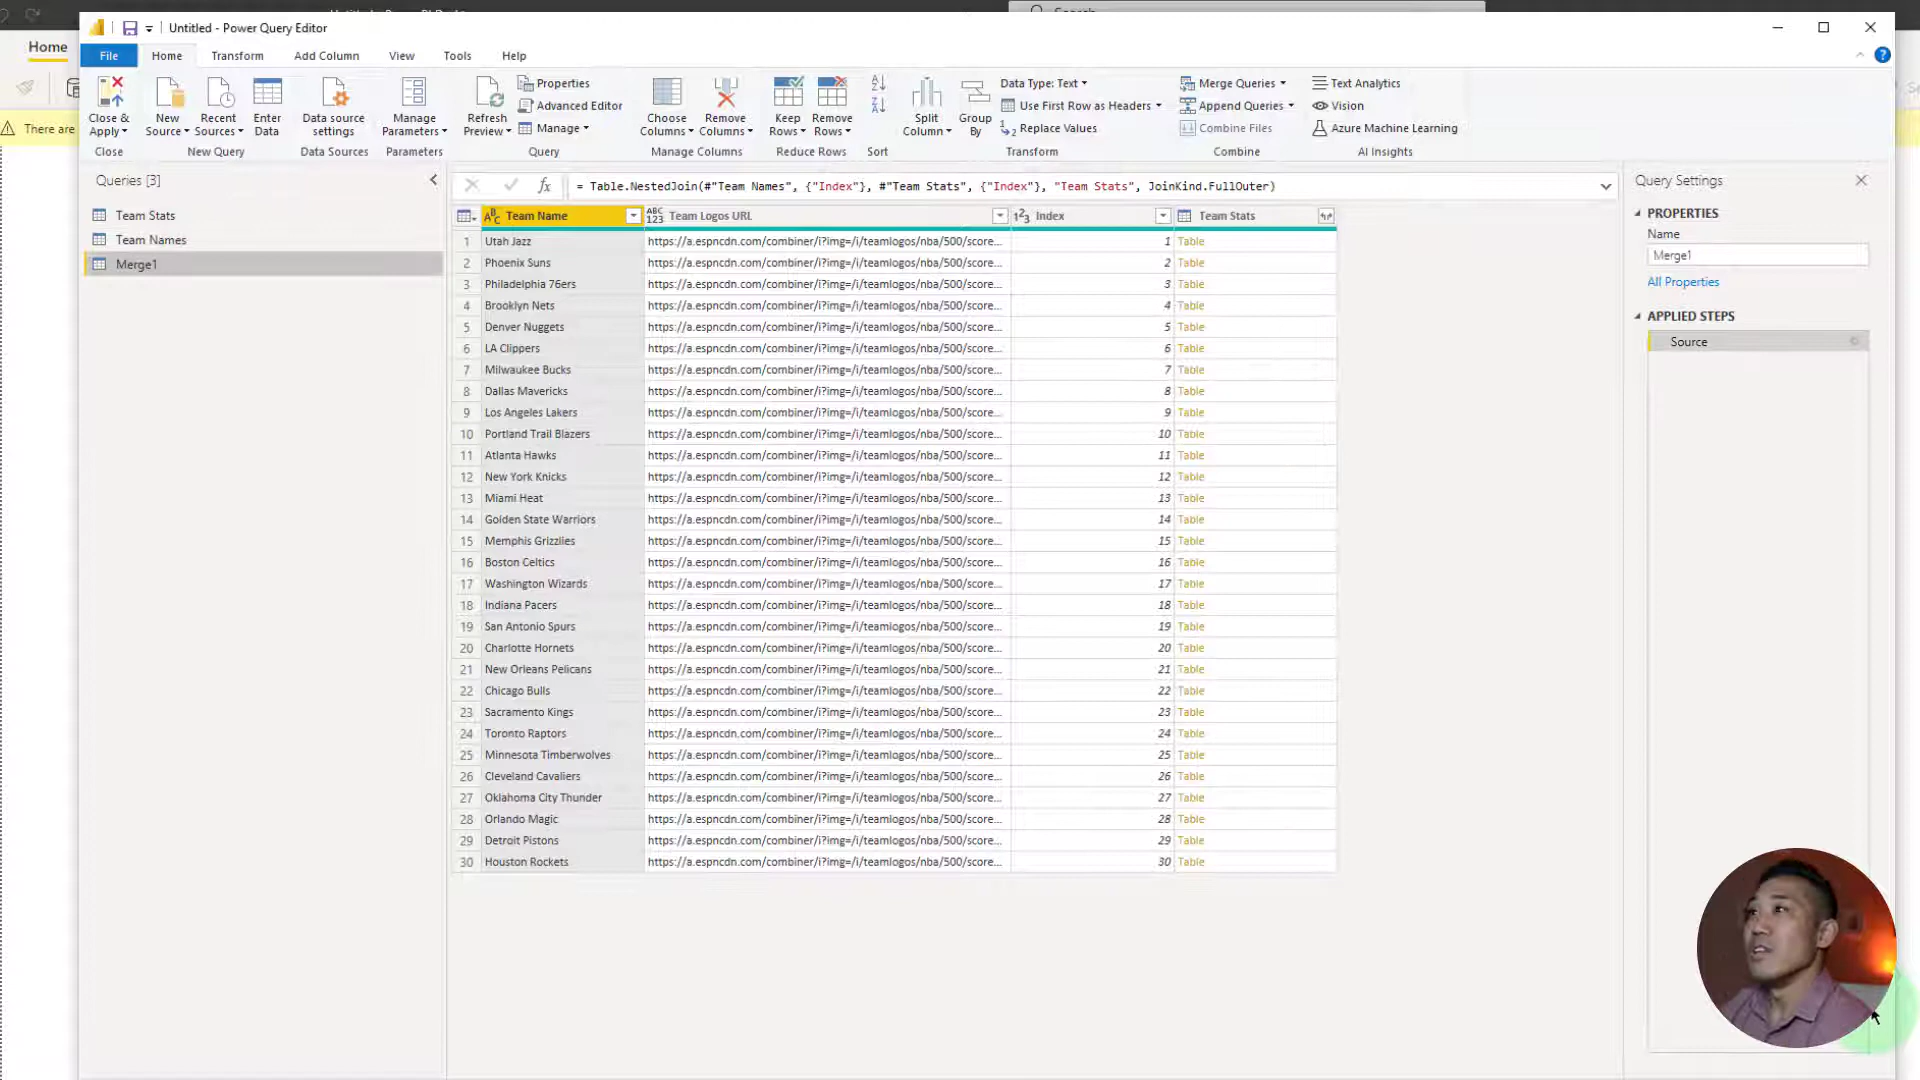 Search
Untitled - Power Query Editor
Home
File
Home
Transform
Add Column
View
Tools
Help
Close & Apply
Close
New Source
Recent Sources
Enter Data
New Query
Data source settings
Data Sources
Manage Parameters
Parameters
Refresh Preview
Properties
Advanced Editor
Manage
Query
Choose Columns
Remove Columns
Manage Columns
Keep Rows
Remove Rows
Reduce Rows
Sort
Split Column
Group By
Data Type: Text
Use First Row as Headers
Replace Values
Transform
Merge Queries
Append Queries
Combine Files
Combine
Text Analytics
Vision
Azure Machine Learning
AI Insights
There are
Queries [3]
Team Stats
Team Names
Merge1
fx = Table.NestedJoin(#"Team Names", {"Index"}, #"Team Stats", {"Index"}, "Team Stats", JoinKind.FullOuter)
Team Name Team Logos URL Index Team Stats
1 Utah Jazz https://a.espncdn.com/combiner/i?img=/i/teamlogos/nba/500/score... 1 Table
2 Phoenix Suns https://a.espncdn.com/combiner/i?img=/i/teamlogos/nba/500/score... 2 Table
3 Philadelphia 76ers https://a.espncdn.com/combiner/i?img=/i/teamlogos/nba/500/score... 3 Table
4 Brooklyn Nets https://a.espncdn.com/combiner/i?img=/i/teamlogos/nba/500/score... 4 Table
5 Denver Nuggets https://a.espncdn.com/combiner/i?img=/i/teamlogos/nba/500/score... 5 Table
6 LA Clippers https://a.espncdn.com/combiner/i?img=/i/teamlogos/nba/500/score... 6 Table
7 Milwaukee Bucks https://a.espncdn.com/combiner/i?img=/i/teamlogos/nba/500/score... 7 Table
8 Dallas Mavericks https://a.espncdn.com/combiner/i?img=/i/teamlogos/nba/500/score... 8 Table
9 Los Angeles Lakers https://a.espncdn.com/combiner/i?img=/i/teamlogos/nba/500/score... 9 Table
10 Portland Trail Blazers https://a.espncdn.com/combiner/i?img=/i/teamlogos/nba/500/score... 10 Table
11 Atlanta Hawks https://a.espncdn.com/combiner/i?img=/i/teamlogos/nba/500/score... 11 Table
12 New York Knicks https://a.espncdn.com/combiner/i?img=/i/teamlogos/nba/500/score... 12 Table
13 Miami Heat https://a.espncdn.com/combiner/i?img=/i/teamlogos/nba/500/score... 13 Table
14 Golden State Warriors https://a.espncdn.com/combiner/i?img=/i/teamlogos/nba/500/score... 14 Table
15 Memphis Grizzlies https://a.espncdn.com/combiner/i?img=/i/teamlogos/nba/500/score... 15 Table
16 Boston Celtics https://a.espncdn.com/combiner/i?img=/i/teamlogos/nba/500/score... 16 Table
17 Washington Wizards https://a.espncdn.com/combiner/i?img=/i/teamlogos/nba/500/score... 17 Table
18 Indiana Pacers https://a.espncdn.com/combiner/i?img=/i/teamlogos/nba/500/score... 18 Table
19 San Antonio Spurs https://a.espncdn.com/combiner/i?img=/i/teamlogos/nba/500/score... 19 Table
20 Charlotte Hornets https://a.espncdn.com/combiner/i?img=/i/teamlogos/nba/500/score... 20 Table
21 New Orleans Pelicans https://a.espncdn.com/combiner/i?img=/i/teamlogos/nba/500/score... 21 Table
22 Chicago Bulls https://a.espncdn.com/combiner/i?img=/i/teamlogos/nba/500/score... 22 Table
23 Sacramento Kings https://a.espncdn.com/combiner/i?img=/i/teamlogos/nba/500/score... 23 Table
24 Toronto Raptors https://a.espncdn.com/combiner/i?img=/i/teamlogos/nba/500/score... 24 Table
25 Minnesota Timberwolves https://a.espncdn.com/combiner/i?img=/i/teamlogos/nba/500/score... 25 Table
26 Cleveland Cavaliers https://a.espncdn.com/combiner/i?img=/i/teamlogos/nba/500/score... 26 Table
27 Oklahoma City Thunder https://a.espncdn.com/combiner/i?img=/i/teamlogos/nba/500/score... 27 Table
28 Orlando Magic https://a.espncdn.com/combiner/i?img=/i/teamlogos/nba/500/score... 28 Table
29 Detroit Pistons https://a.espncdn.com/combiner/i?img=/i/teamlogos/nba/500/score... 29 Table
30 Houston Rockets https://a.espncdn.com/combiner/i?img=/i/teamlogos/nba/500/score... 30 Table
Query Settings
PROPERTIES
Name
Merge1
All Properties
APPLIED STEPS
Source